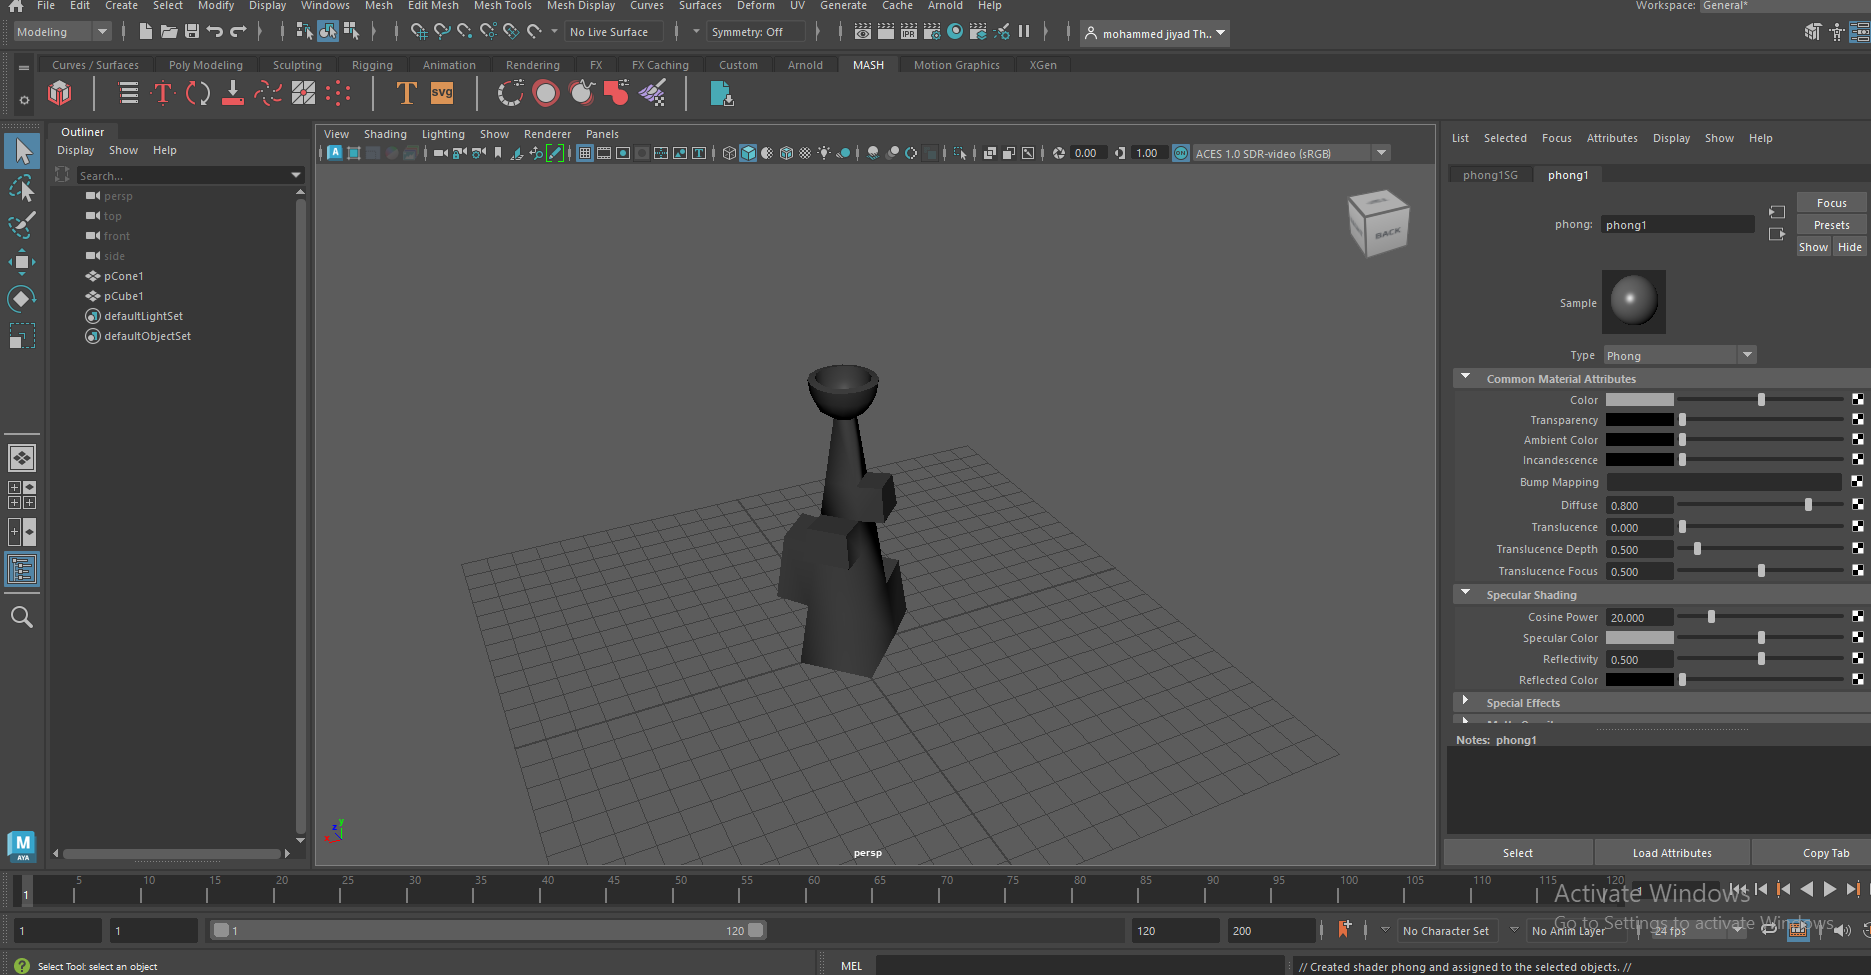 File Edit Create Select Modify Display Windows Mesh Edit Mesh Mesh Tools Mesh Display Curves Surfaces Deform UV Generate Cache Arnold Help Workspace: General*
Modeling No Live Surface Symmetry: Off IPR mohammed jiyad Th..
Curves / Surfaces Poly Modeling Sculpting Rigging Animation Rendering FX FX Caching Custom Arnold MASH Motion Graphics XGen
T T SVG
Outliner
Display Show Help
Search...
persp
top
front
side
pCone1
pCube1
defaultLightSet
defaultObjectSet
View Shading Lighting Show Renderer Panels
0.00 1.00 ON ACES 1.0 SDR-video (sRGB)
BACK
y
z
x
persp
List Selected Focus Attributes Display Show Help
phong1SG phong1
Focus
phong: phong1 Presets
Show Hide
Sample
Type Phong
Common Material Attributes
Color
Transparency
Ambient Color
Incandescence
Bump Mapping
Diffuse 0.800
Translucence 0.000
Translucence Depth 0.500
Translucence Focus 0.500
Specular Shading
Cosine Power 20.000
Specular Color
Reflectivity 0.500
Reflected Color
Special Effects
Notes: phong1
Select Load Attributes Copy Tab
M
AYA
1 5 10 15 20 25 30 35 40 45 50 55 60 65 70 75 80 85 90 95 100 105 110 115 120 1
Activate Windows
Go to Settings to activate Windows.
1 1 1 120 120 200 No Character Set No Anim Layer 24 fps
Select Tool: select an object MEL // Created shader phong and assigned to the selected objects. //